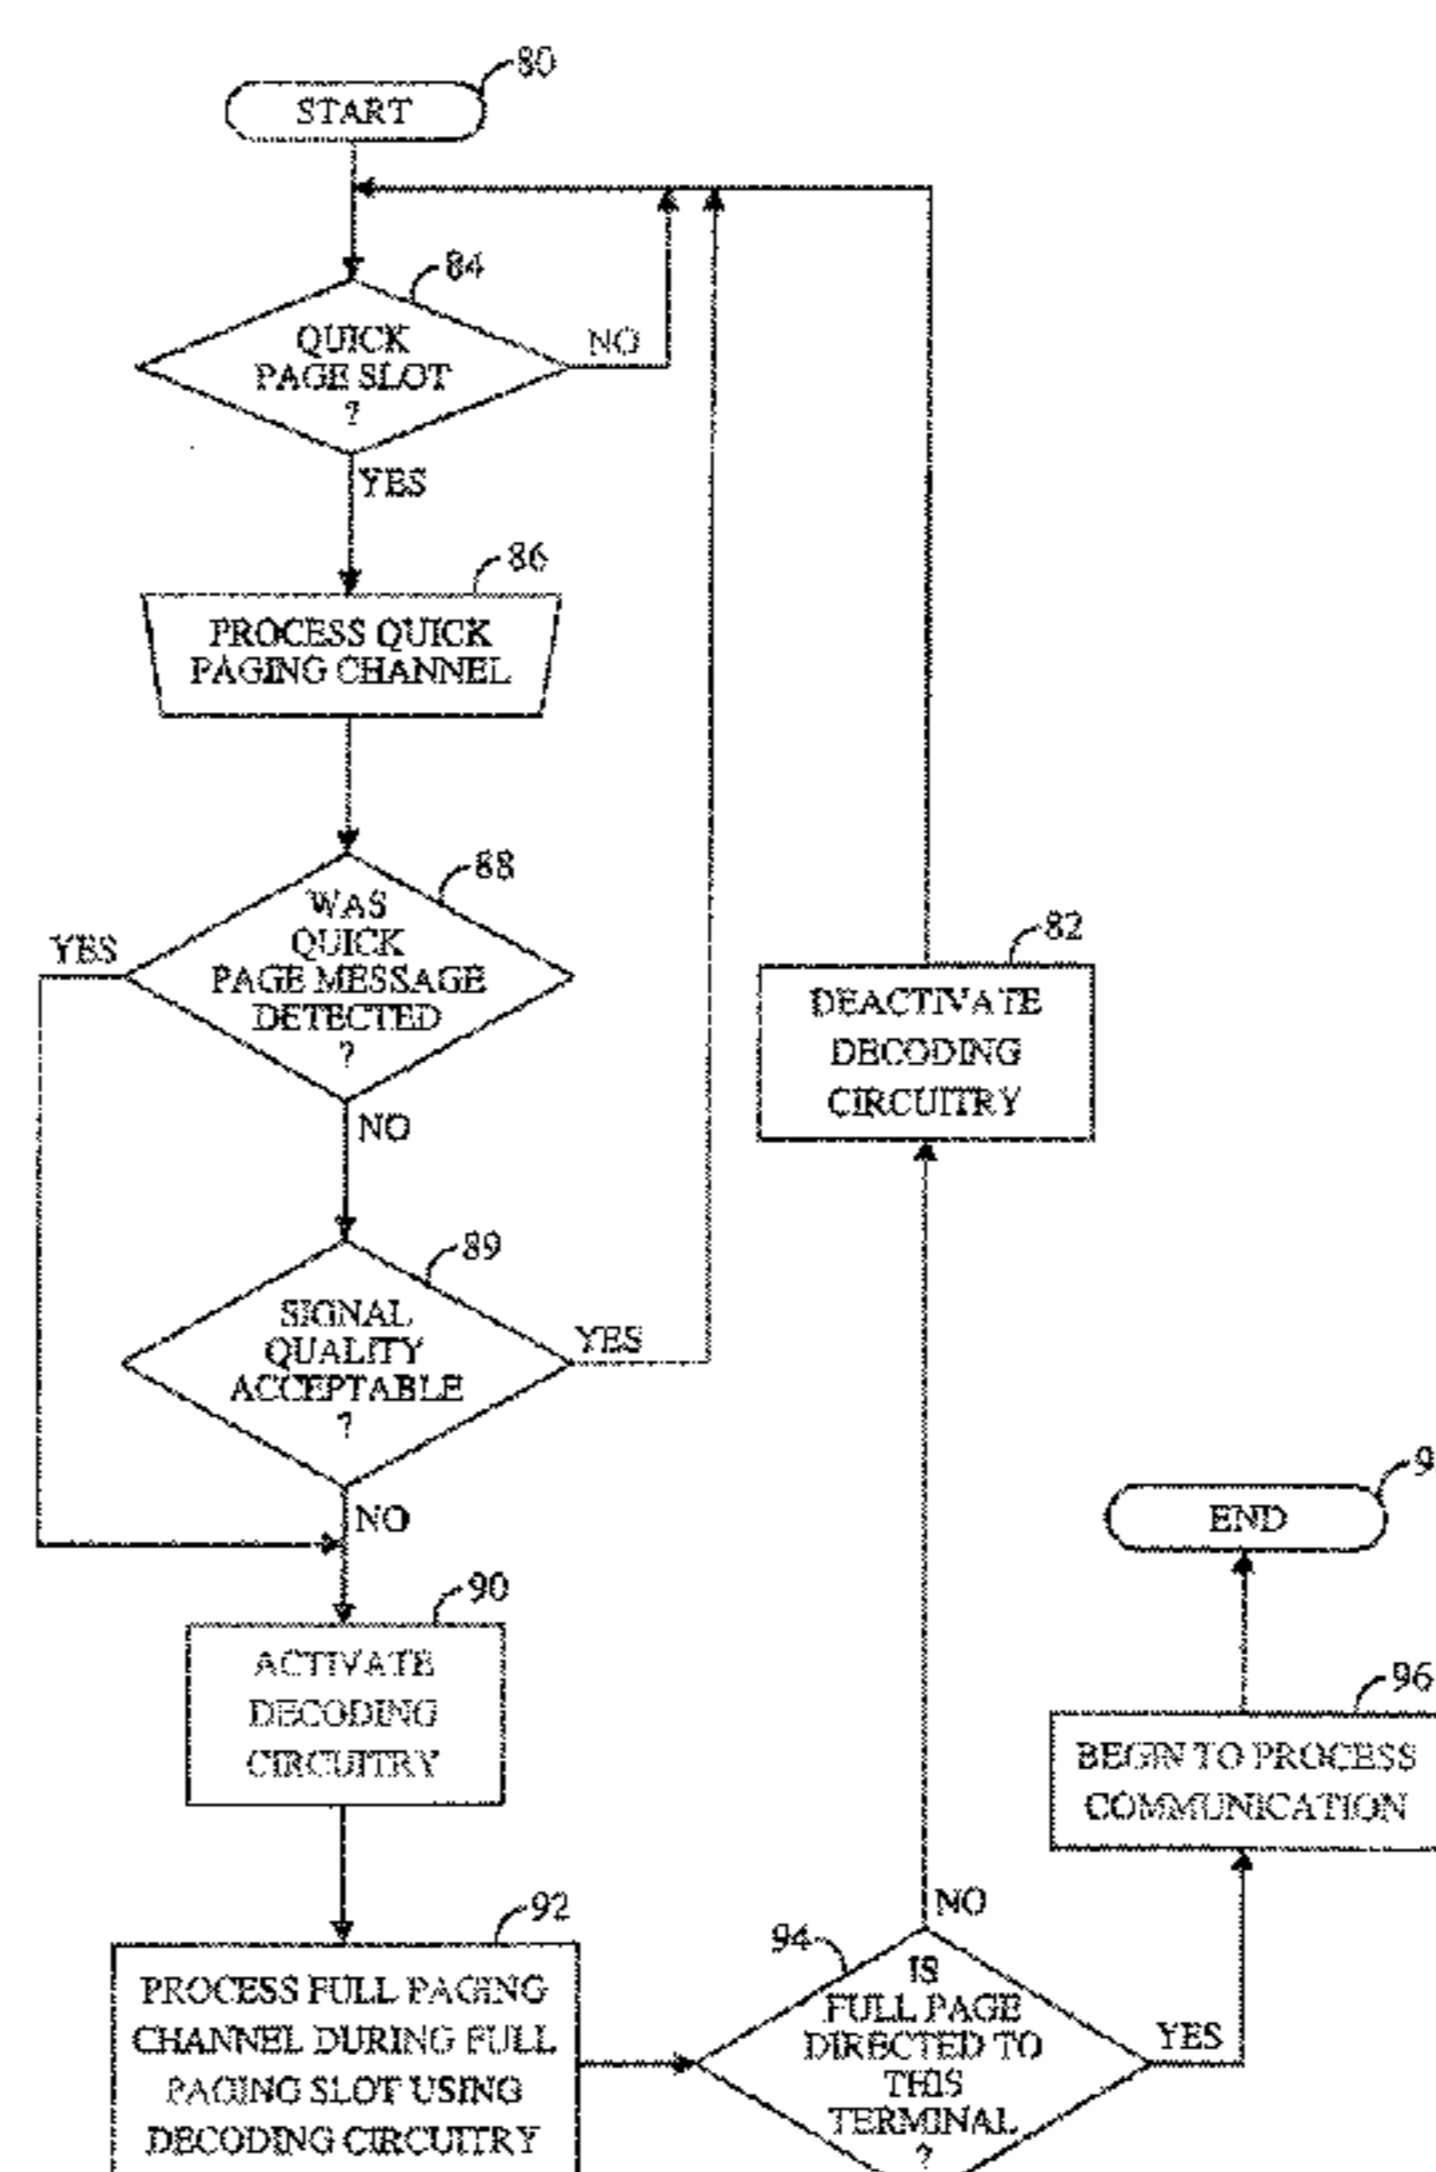 80
START
84
QUICK
PAGE SLOT
?
NO
YES
86
PROCESS QUICK
PAGING CHANNEL
88
WAS
QUICK
PAGE MESSAGE
DETECTED
?
YES
NO
82
DEACTIVATE
DECODING
CIRCUITRY
89
SIGNAL
QUALITY
ACCEPTABLE
?
YES
NO
90
ACTIVATE
DECODING
CIRCUITRY
92
PROCESS FULL PAGING
CHANNEL DURING FULL
PAGING SLOT USING
DECODING CIRCUITRY
94
IS
FULL PAGE
DIRECTED TO
THIS
TERMINAL
?
NO
YES
96
BEGIN TO PROCESS
COMMUNICATION
END